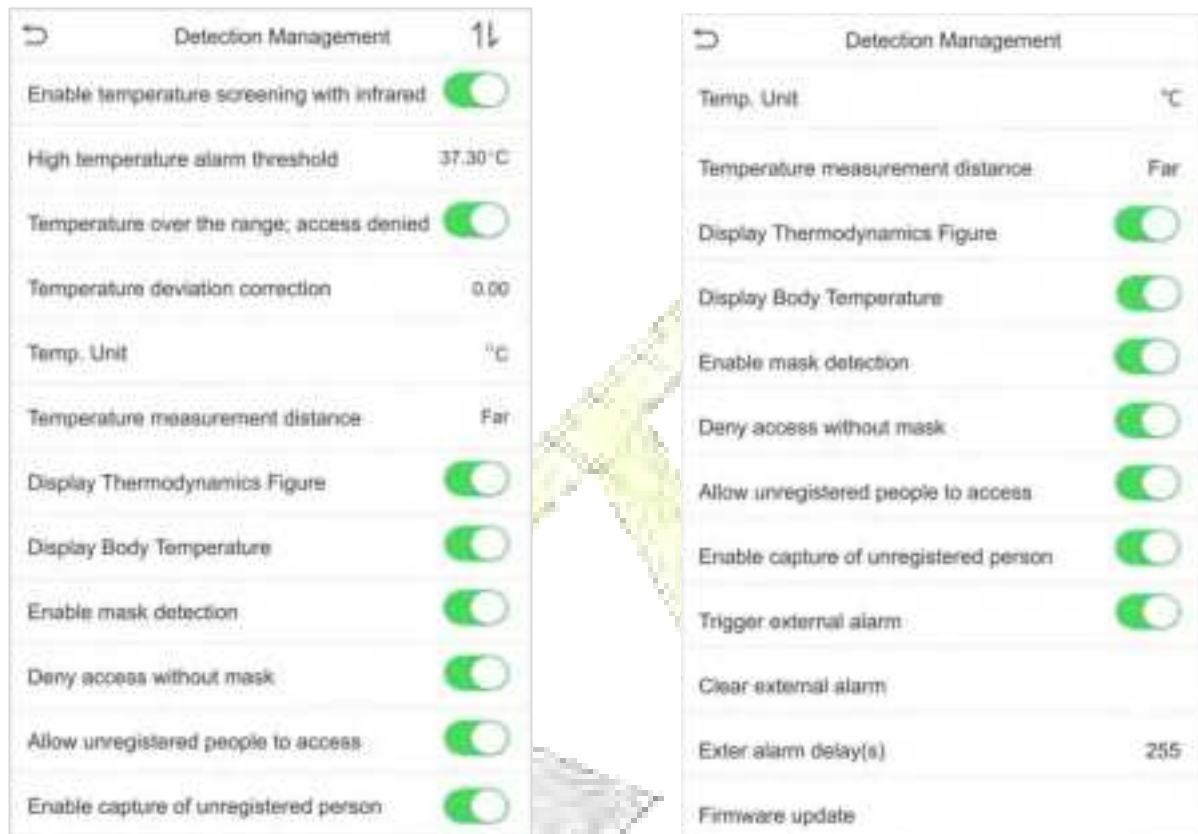 Detection Management
Enable temperature screening with infrared
High temperature alarm threshold 37.30°C
Temperature over the range; access denied
Temperature deviation correction 0.00
Temp. Unit °C
Temperature measurement distance Far
Display Thermodynamics Figure
Display Body Temperature
Enable mask detection
Deny access without mask
Allow unregistered people to access
Enable capture of unregistered person
Detection Management
Temp. Unit °C
Temperature measurement distance Far
Display Thermodynamics Figure
Display Body Temperature
Enable mask detection
Deny access without mask
Allow unregistered people to access
Enable capture of unregistered person
Trigger external alarm
Clear external alarm
Exter alarm delay(s) 255
Firmware update